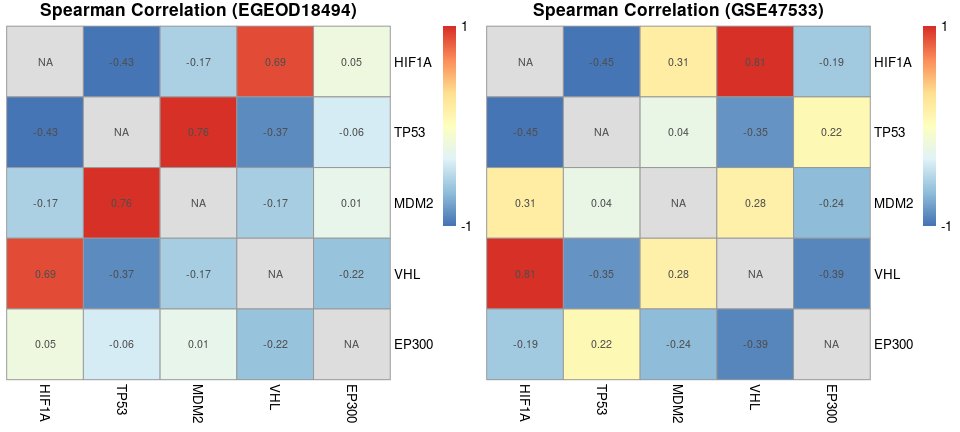 Spearman Correlation (EGEOD18494)
NA -0.43 -0.17 0.69 0.05 HIF1A
-0.43 NA 0.76 -0.37 -0.06 TP53
-0.17 0.76 NA -0.17 0.01 MDM2
0.69 -0.37 -0.17 NA -0.22 VHL
0.05 -0.06 0.01 -0.22 NA EP300
HIF1A TP53 MDM2 VHL EP300
1
-1
Spearman Correlation (GSE47533)
NA -0.45 0.31 0.81 -0.19 HIF1A
-0.45 NA 0.04 -0.35 0.22 TP53
0.31 0.04 NA 0.28 -0.24 MDM2
0.81 -0.35 0.28 NA -0.39 VHL
-0.19 0.22 -0.24 -0.39 NA EP300
HIF1A TP53 MDM2 VHL EP300
1
-1